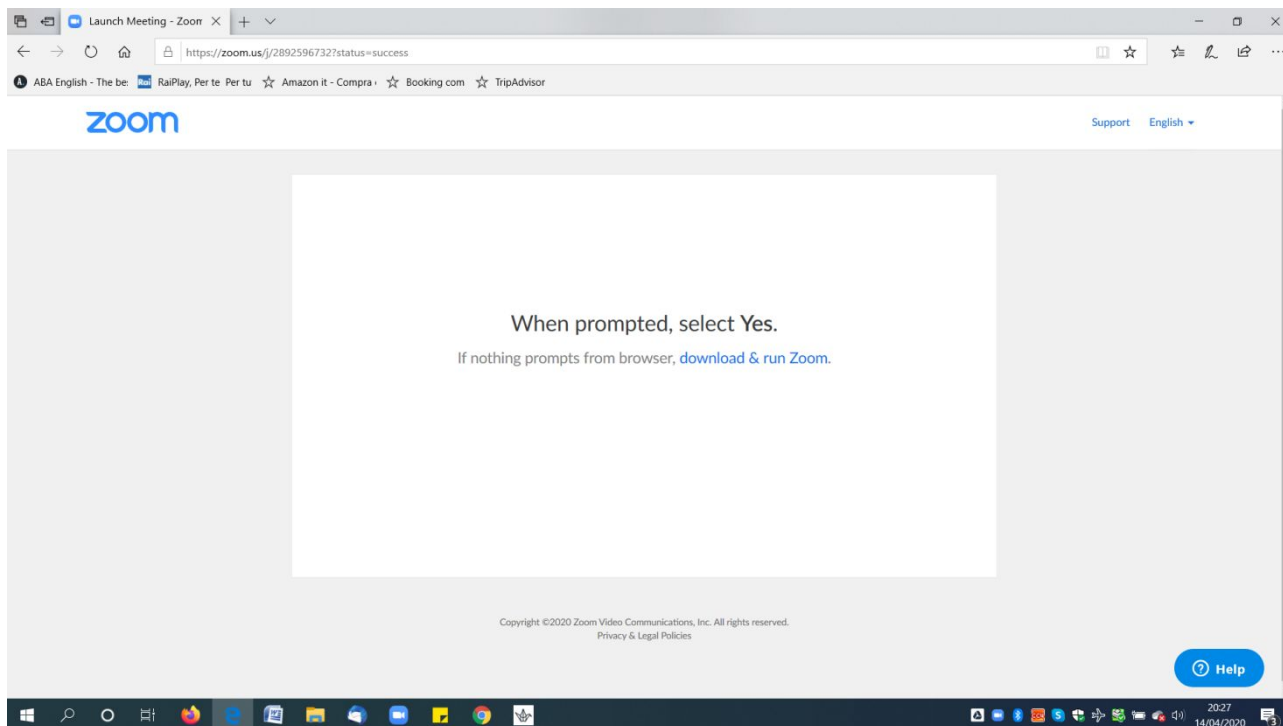 Launch Meeting - Zoom
https://zoom.us/j/2892596732?status=success
ABA English - The be: Rai RaiPlay, Per te Per tu Amazon it - Compra Booking com TripAdvisor
zoom
Support English
When prompted, select Yes.
If nothing prompts from browser, download & run Zoom.
Copyright ©2020 Zoom Video Communications, Inc. All rights reserved.
Privacy & Legal Policies
Help
20:27
14/04/2020